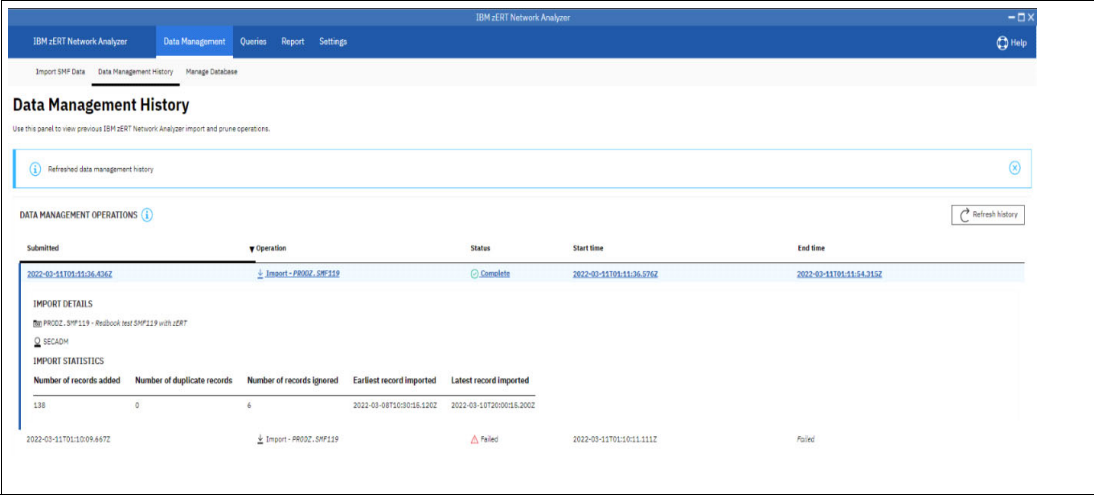 IBM zERT Network Analyzer
IBM zERT Network Analyzer Data Management Queries Report Settings Help
Import SMF Data Data Management History Manage Database
Data Management History
Use this panel to view previous IBM zERT Network Analyzer import and prune operations.
Refreshed data management history
DATA MANAGEMENT OPERATIONS Refresh history
Submitted Operation Status Start time End time
2022-03-11T01:11:36.436Z Import - PRODZ.SMF119 Complete 2022-03-11T01:11:36.576Z 2022-03-11T01:11:54.315Z
IMPORT DETAILS
PRODZ.SMF119 - Redbook test SMF119 with zERT
SECADM
IMPORT STATISTICS
Number of records added Number of duplicate records Number of records ignored Earliest record imported Latest record imported
138 0 6 2022-03-08T10:30:16.120Z 2022-03-10T20:00:16.200Z
2022-03-11T01:10:09.667Z Import - PRODZ.SMF119 Failed 2022-03-11T01:10:11.111Z Failed